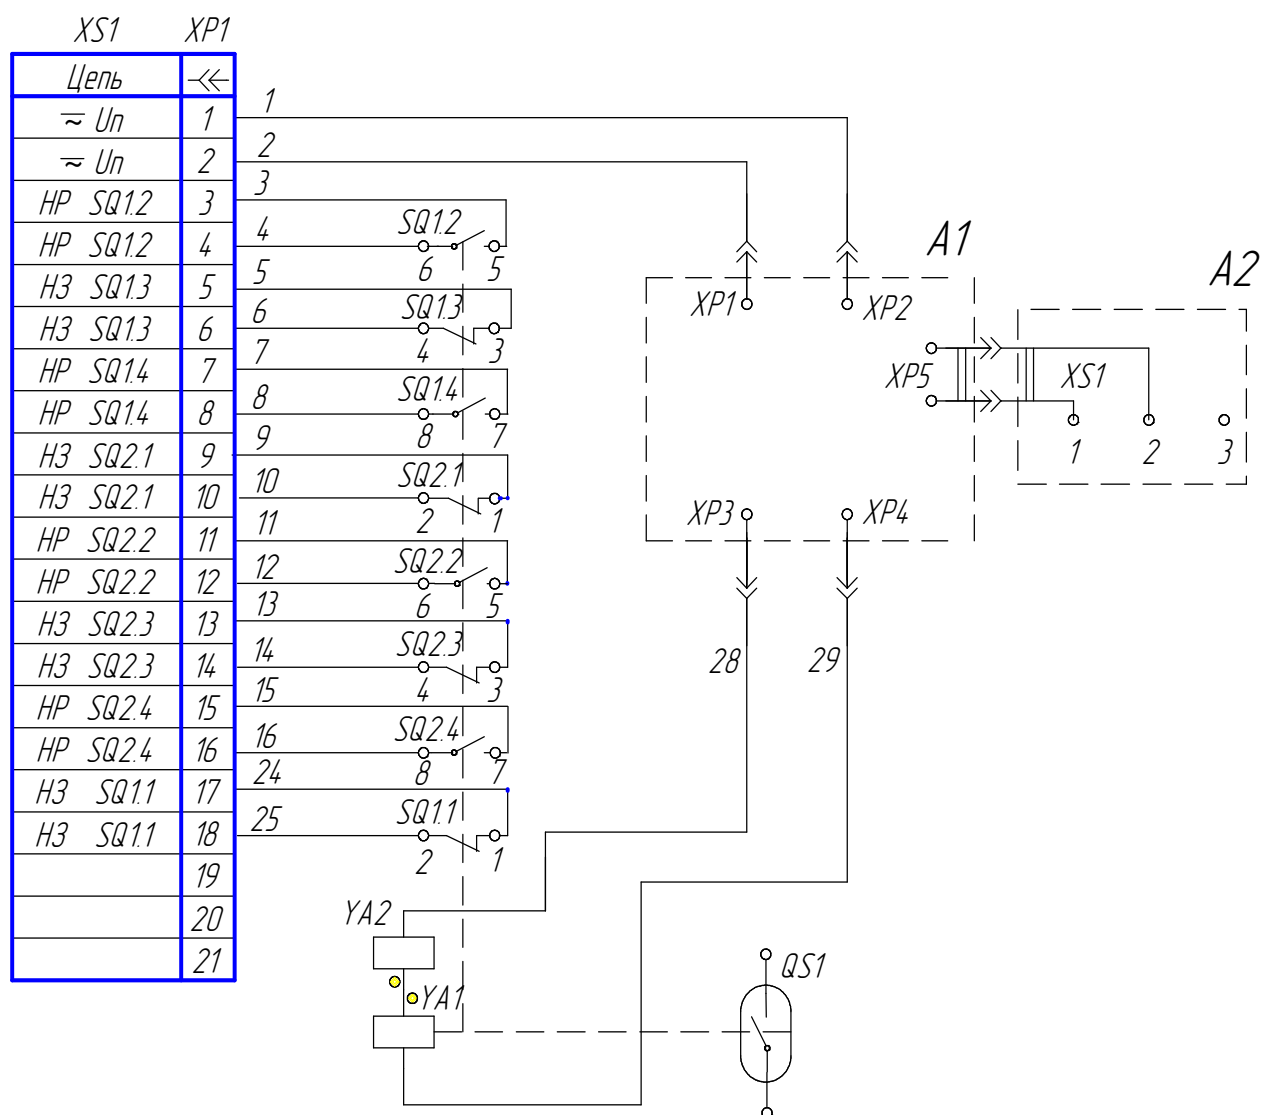 XS1 XP1
Цепь
≂ Uп 1 1
≂ Uп 2 2
НР SQ1.2 3 3
НР SQ1.2 4 4
НЗ SQ1.3 5 5
НЗ SQ1.3 6 6
НР SQ1.4 7 7
НР SQ1.4 8 8
НЗ SQ2.1 9 9
НЗ SQ2.1 10 10
НР SQ2.2 11 11
НР SQ2.2 12 12
НЗ SQ2.3 13 13
НЗ SQ2.3 14 14
НР SQ2.4 15 15
НР SQ2.4 16 16
НЗ SQ1.1 17 24
НЗ SQ1.1 18 25
19
20
21
SQ1.2
6 5
SQ1.3
4 3
SQ1.4
8 7
SQ2.1
2 1
SQ2.2
6 5
SQ2.3
4 3
SQ2.4
8 7
SQ1.1
2 1
A1
XP1 XP2
XP5
XP3 XP4
A2
XS1
1 2 3
28 29
YA2
YA1
QS1